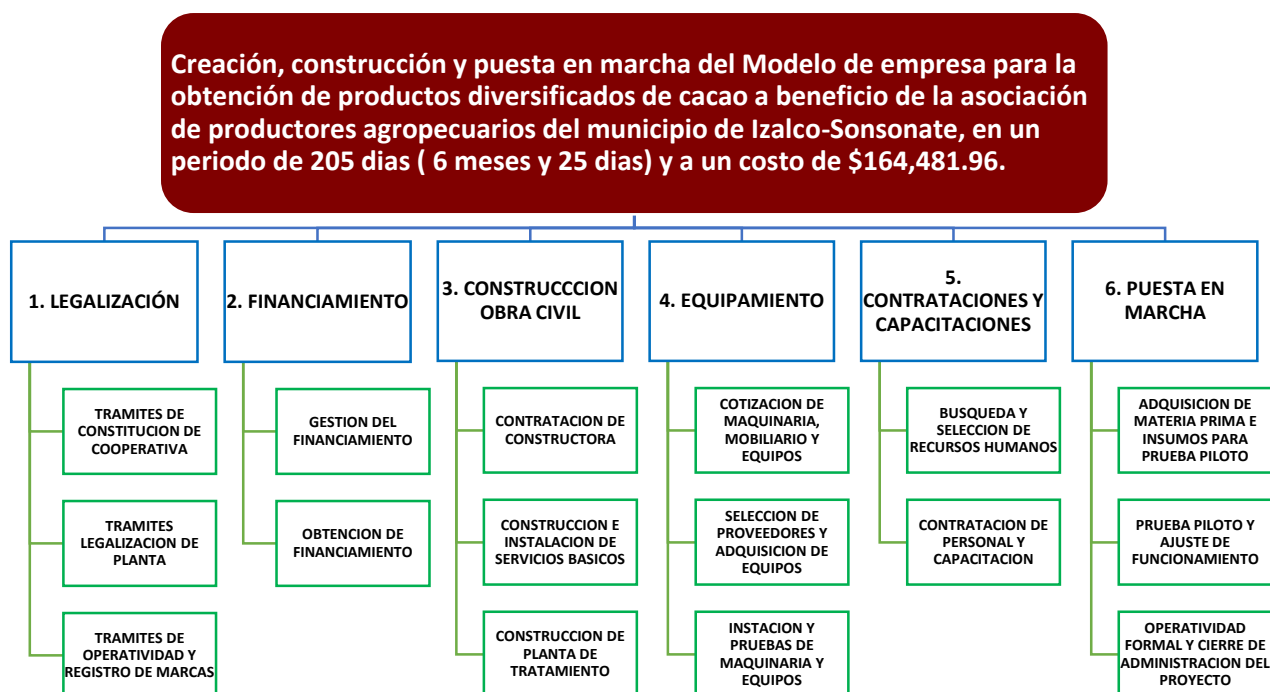 Creación, construcción y puesta en marcha del Modelo de empresa para la
obtención de productos diversificados de cacao a beneficio de la asociación
de productores agropecuarios del municipio de Izalco-Sonsonate, en un
periodo de 205 dias ( 6 meses y 25 dias) y a un costo de $164,481.96.
1. LEGALIZACIÓN
TRAMITES DE
CONSTITUCION DE
COOPERATIVA
TRAMITES
LEGALIZACION DE
PLANTA
TRAMITES DE
OPERATIVIDAD Y
REGISTRO DE MARCAS
2. FINANCIAMIENTO
GESTION DEL
FINANCIAMIENTO
OBTENCION DE
FINANCIAMIENTO
3. CONSTRUCCCION
OBRA CIVIL
CONTRATACION DE
CONSTRUCTORA
CONSTRUCCION E
INSTALACION DE
SERVICIOS BASICOS
CONSTRUCCION DE
PLANTA DE
TRATAMIENTO
4. EQUIPAMIENTO
COTIZACION DE
MAQUINARIA,
MOBILIARIO Y
EQUIPOS
SELECCION DE
PROVEEDORES Y
ADQUISICION DE
EQUIPOS
INSTACION Y
PRUEBAS DE
MAQUINARIA Y
EQUIPOS
5.
CONTRATACIONES Y
CAPACITACIONES
BUSQUEDA Y
SELECCION DE
RECURSOS HUMANOS
CONTRATACION DE
PERSONAL Y
CAPACITACION
6. PUESTA EN
MARCHA
ADQUISICION DE
MATERIA PRIMA E
INSUMOS PARA
PRUEBA PILOTO
PRUEBA PILOTO Y
AJUSTE DE
FUNCIONAMIENTO
OPERATIVIDAD
FORMAL Y CIERRE DE
ADMINISTRACION DEL
PROYECTO